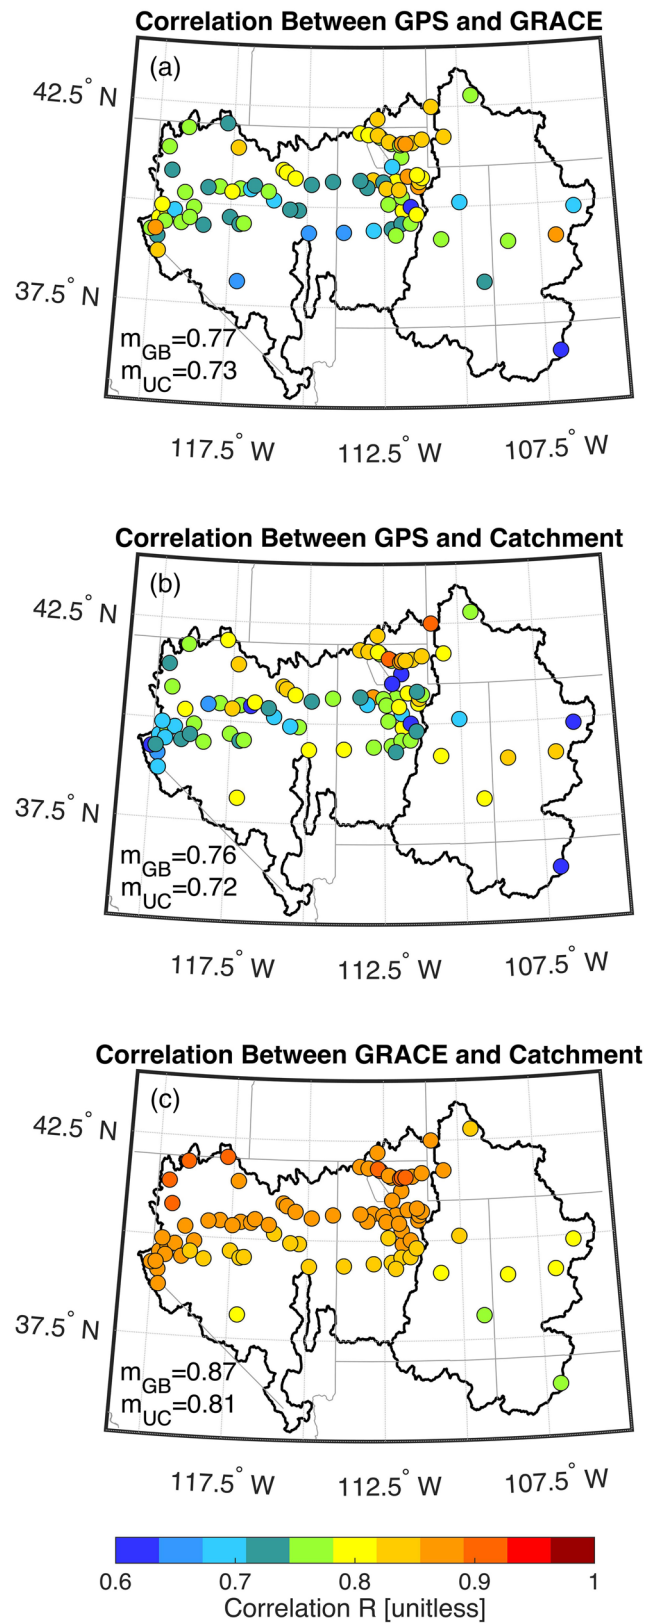 Correlation Between GPS and GRACE
(a)
42.5° N
37.5° N
m_GB=0.77
m_UC=0.73
117.5° W 112.5° W 107.5° W
Correlation Between GPS and Catchment
(b)
42.5° N
37.5° N
m_GB=0.76
m_UC=0.72
117.5° W 112.5° W 107.5° W
Correlation Between GRACE and Catchment
(c)
42.5° N
37.5° N
m_GB=0.87
m_UC=0.81
117.5° W 112.5° W 107.5° W
0.6 0.7 0.8 0.9 1
Correlation R [unitless]